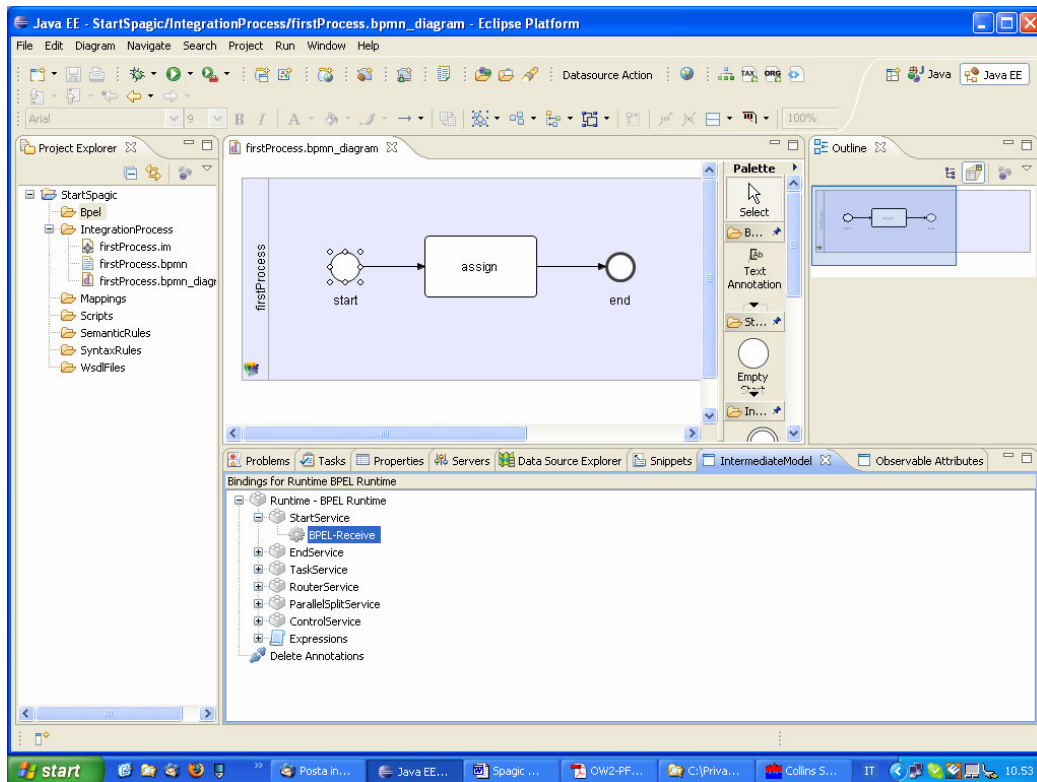 Java EE - StartSpagic/IntegrationProcess/firstProcess.bpmn_diagram - Eclipse Platform
File Edit Diagram Navigate Search Project Run Window Help
Datasource Action
TAX
ORG
Java
Java EE
Arial
9
B I A
100%
Project Explorer
StartSpagic
Bpel
IntegrationProcess
firstProcess.im
firstProcess.bpmn
firstProcess.bpmn_diagr
Mappings
Scripts
SemanticRules
SyntaxRules
WsdlFiles
firstProcess.bpmn_diagram
firstProcess
start
assign
end
Palette
Select
B...
Text
Annotation
St...
Empty
Start
In...
Outline
Problems Tasks Properties Servers Data Source Explorer Snippets IntermediateModel Observable Attributes
Bindings for Runtime BPEL Runtime
Runtime - BPEL Runtime
StartService
BPEL-Receive
EndService
TaskService
RouterService
ParallelSplitService
ControlService
Expressions
Delete Annotations
start
Posta in...
Java EE...
Spagic ...
OW2-PF...
C:\Priva...
Collins S...
IT
10.53